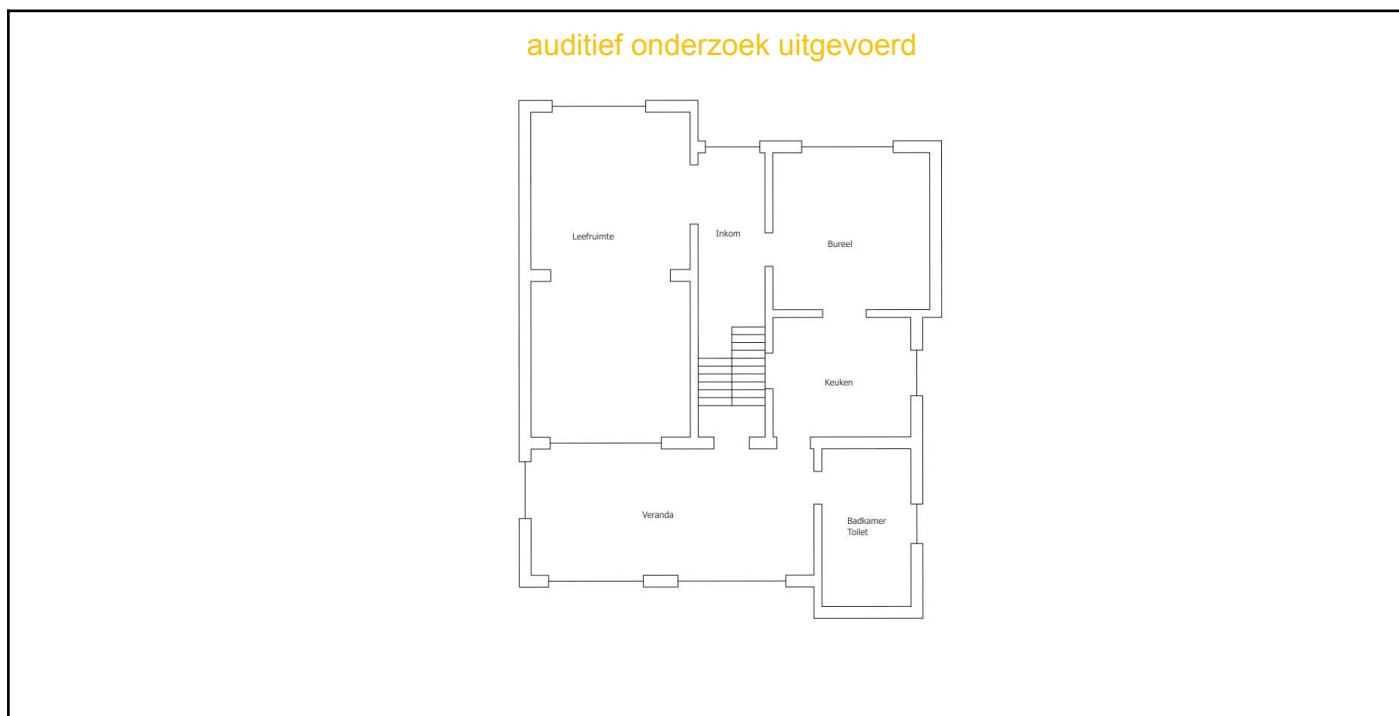 auditief onderzoek uitgevoerd
Leefruimte
Inkom
Bureel
Keuken
Veranda
Badkamer
Toilet